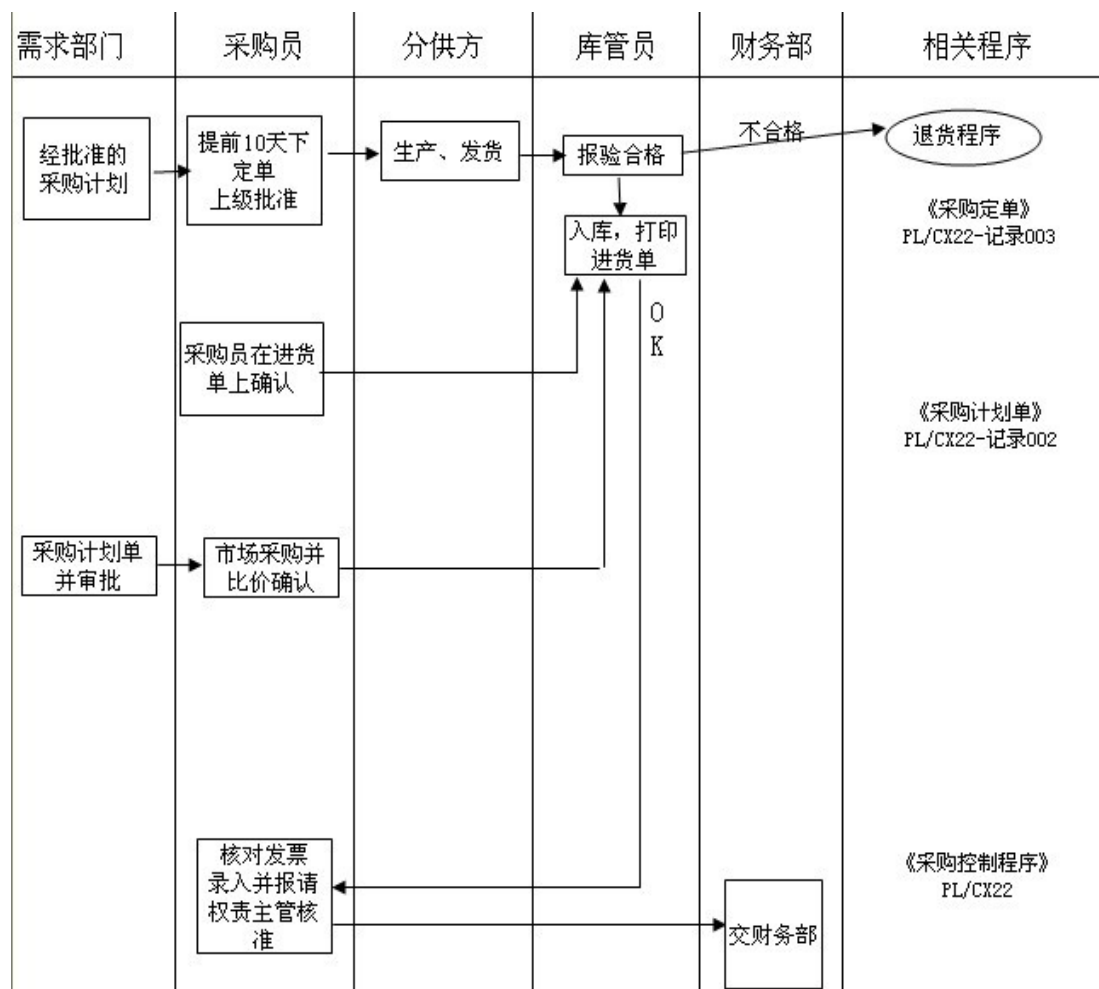 需求部门
采购员
分供方
库管员
财务部
相关程序
经批准的
采购计划
提前10天下
定单
上级批准
生产、发货
报验合格
不合格
退货程序
《采购定单》
PL/CX22-记录003
入库，打印
进货单
O
K
采购员在进货
单上确认
《采购计划单》
PL/CX22-记录002
采购计划单
并审批
市场采购并
比价确认
核对发票
录入并报请
权责主管核
准
交财务部
《采购控制程序》
PL/CX22